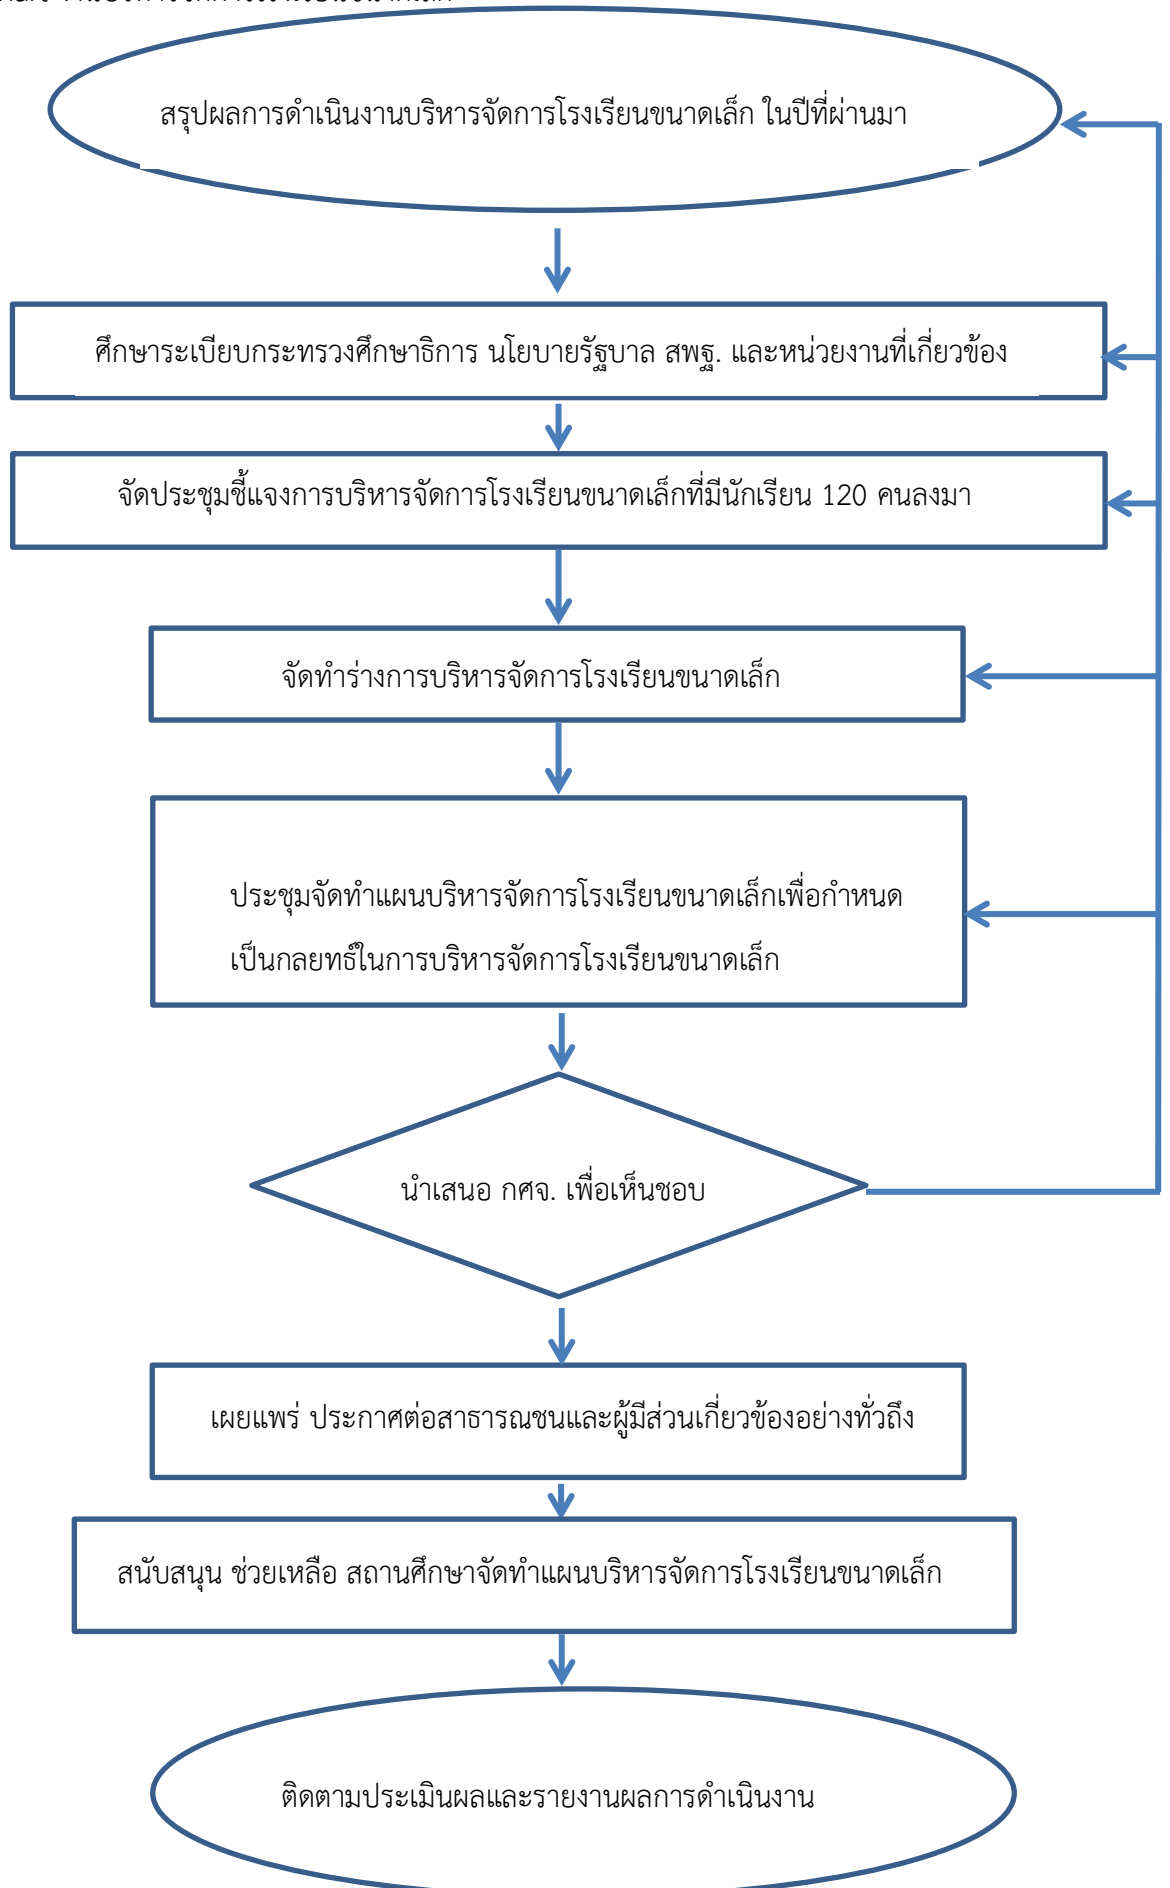 สรุปผลการดำเนินงานบริหารจัดการโรงเรียนขนาดเล็ก ในปีที่ผ่านมา
ศึกษาระเบียบกระทรวงศึกษาธิการ นโยบายรัฐบาล สพฐ. และหน่วยงานที่เกี่ยวข้อง
จัดประชุมชี้แจงการบริหารจัดการโรงเรียนขนาดเล็กที่มีนักเรียน 120 คนลงมา
จัดทำร่างการบริหารจัดการโรงเรียนขนาดเล็ก
ประชุมจัดทำแผนบริหารจัดการโรงเรียนขนาดเล็กเพื่อกำหนด
เป็นกลยทธ์ในการบริหารจัดการโรงเรียนขนาดเล็ก
นำเสนอ กศจ. เพื่อเห็นชอบ
เผยแพร่ ประกาศต่อสาธารณชนและผู้มีส่วนเกี่ยวข้องอย่างทั่วถึง
สนับสนุน ช่วยเหลือ สถานศึกษาจัดทำแผนบริหารจัดการโรงเรียนขนาดเล็ก
ติดตามประเมินผลและรายงานผลการดำเนินงาน